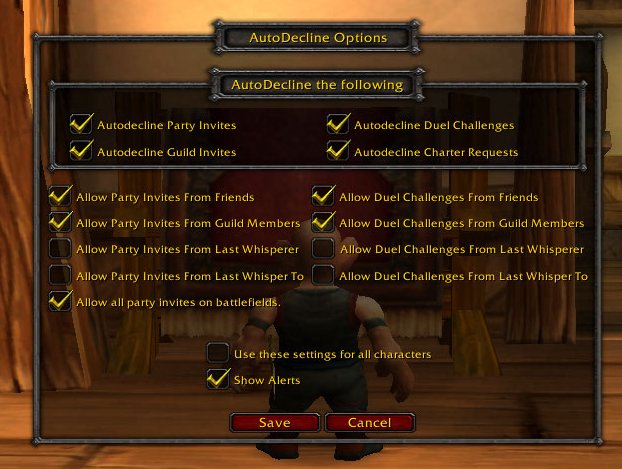 AutoDecline Options
AutoDecline the following
Autodecline Party Invites
Autodecline Duel Challenges
Autodecline Guild Invites
Autodecline Charter Requests
Allow Party Invites From Friends
Allow Duel Challenges From Friends
Allow Party Invites From Guild Members
Allow Duel Challenges From Guild Members
Allow Party Invites From Last Whisperer
Allow Duel Challenges From Last Whisperer
Allow Party Invites From Last Whisper To
Allow Duel Challenges From Last Whisper To
Allow all party invites on battlefields.
Use these settings for all characters
Show Alerts
Save
Cancel